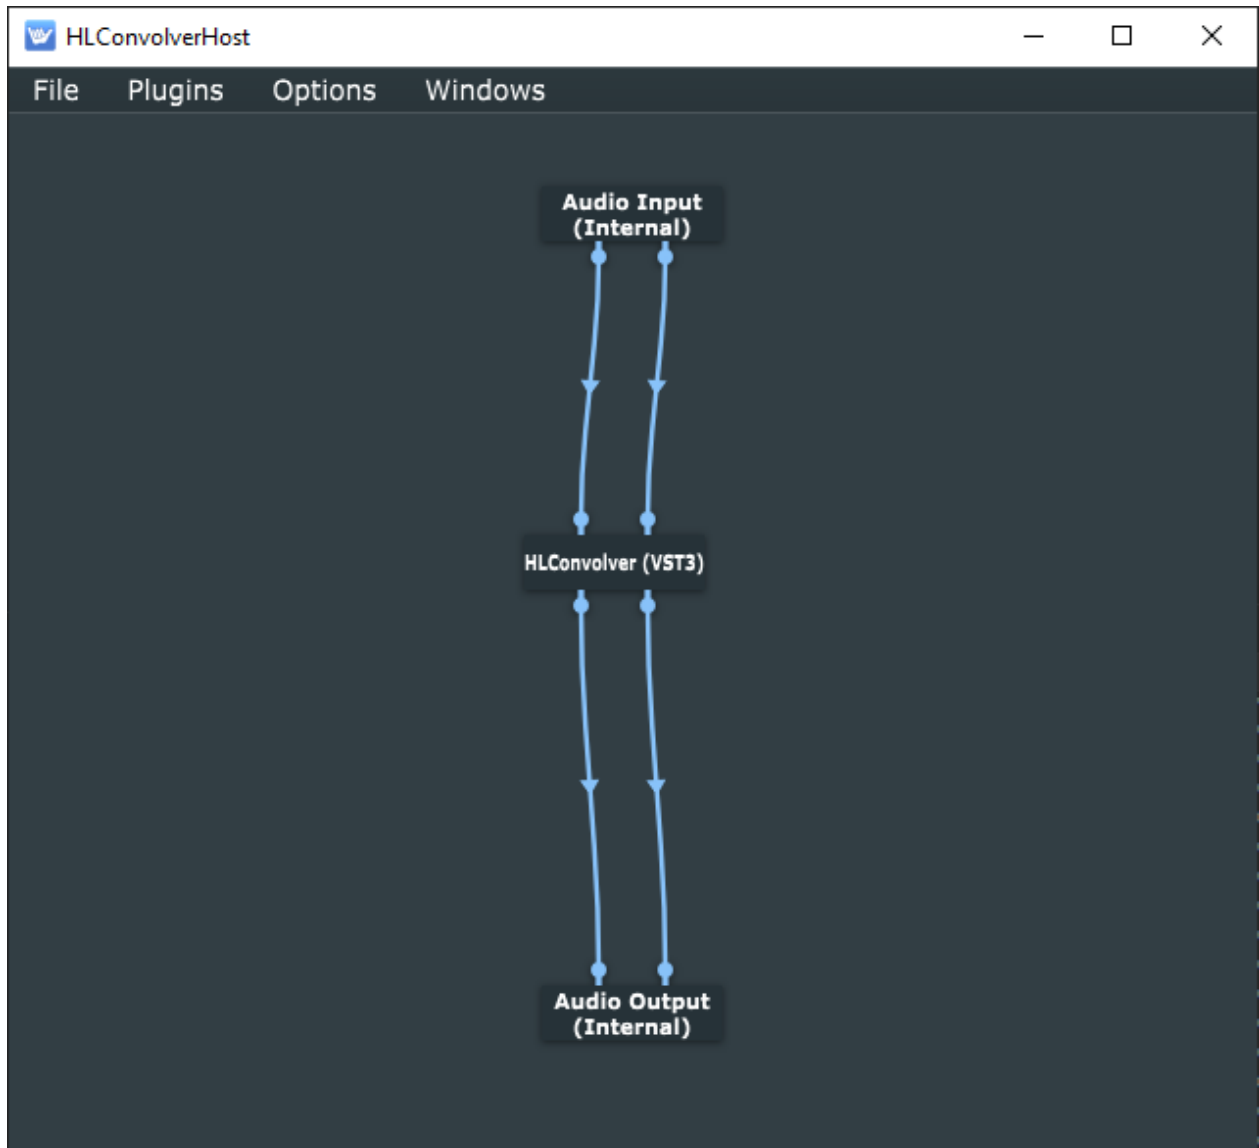 HLConvolverHost
File Plugins Options Windows
Audio Input
(Internal)
HLConvolver (VST3)
Audio Output
(Internal)